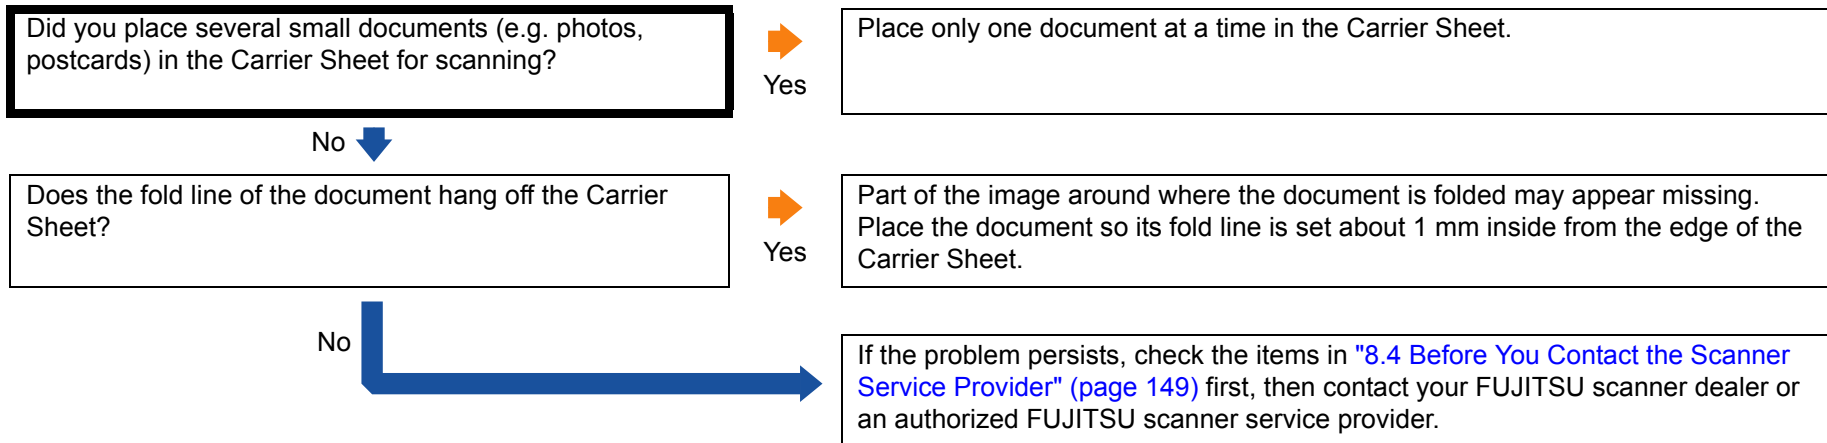 Did you place several small documents (e.g. photos,
postcards) in the Carrier Sheet for scanning?
Yes
Place only one document at a time in the Carrier Sheet.
No
Does the fold line of the document hang off the Carrier
Sheet?
Yes
Part of the image around where the document is folded may appear missing.
Place the document so its fold line is set about 1 mm inside from the edge of the
Carrier Sheet.
No
If the problem persists, check the items in "8.4 Before You Contact the Scanner
Service Provider" (page 149) first, then contact your FUJITSU scanner dealer or
an authorized FUJITSU scanner service provider.